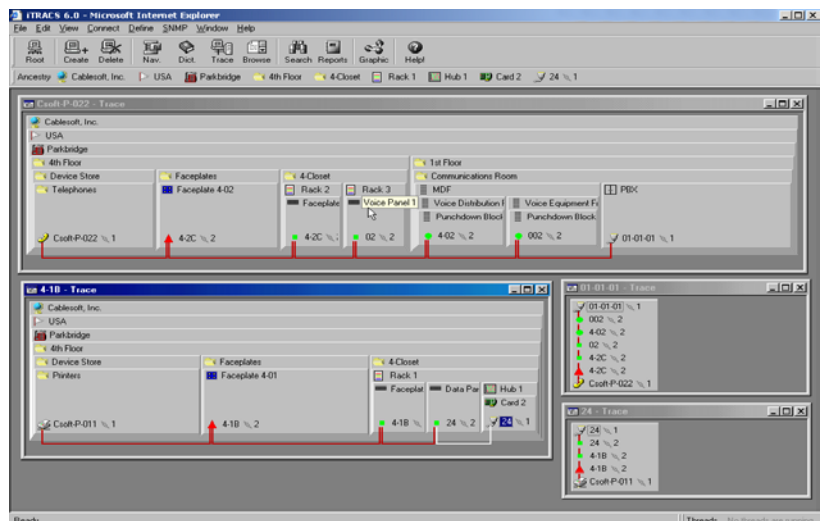 iTRACS 6.0 - Microsoft Internet Explorer
File Edit View Connect Define SNMP Window Help
Root Create Delete Nav. Dict. Trace Browse Search Reports Graphic Help!
Ancestry Cablesoft, Inc. USA Parkbridge 4th Floor 4-Closet Rack 1 Hub 1 Card 2 24 1
Csoft-P-022 - Trace
Cablesoft, Inc.
USA
Parkbridge
4th Floor 1st Floor
Device Store Faceplates 4-Closet Communications Room
Telephones Faceplate 4-02 Rack 2 Rack 3 MDF PBX
Faceplate Voice Panel 1 Voice Distribution Voice Equipment
Punchdown Block Punchdown Block
Csoft-P-022 1 4-2C 2 4-2C 02 2 4-02 2 002 2 01-01-01 1
4-1B - Trace
Cablesoft, Inc.
USA
Parkbridge
4th Floor
Device Store Faceplates 4-Closet
Printers Faceplate 4-01 Rack 1
Faceplat Data Par Hub 1
Card 2
Csoft-P-011 1 4-1B 2 4-1B 24 2 24 1
01-01-01 - Trace
01-01-01 1
002 2
4-02 2
02 2
4-2C 2
4-2C 2
Csoft-P-022 1
24 - Trace
24 1
24 2
4-1B 2
4-1B 2
Csoft-P-011 1
Ready Threads No threads are running